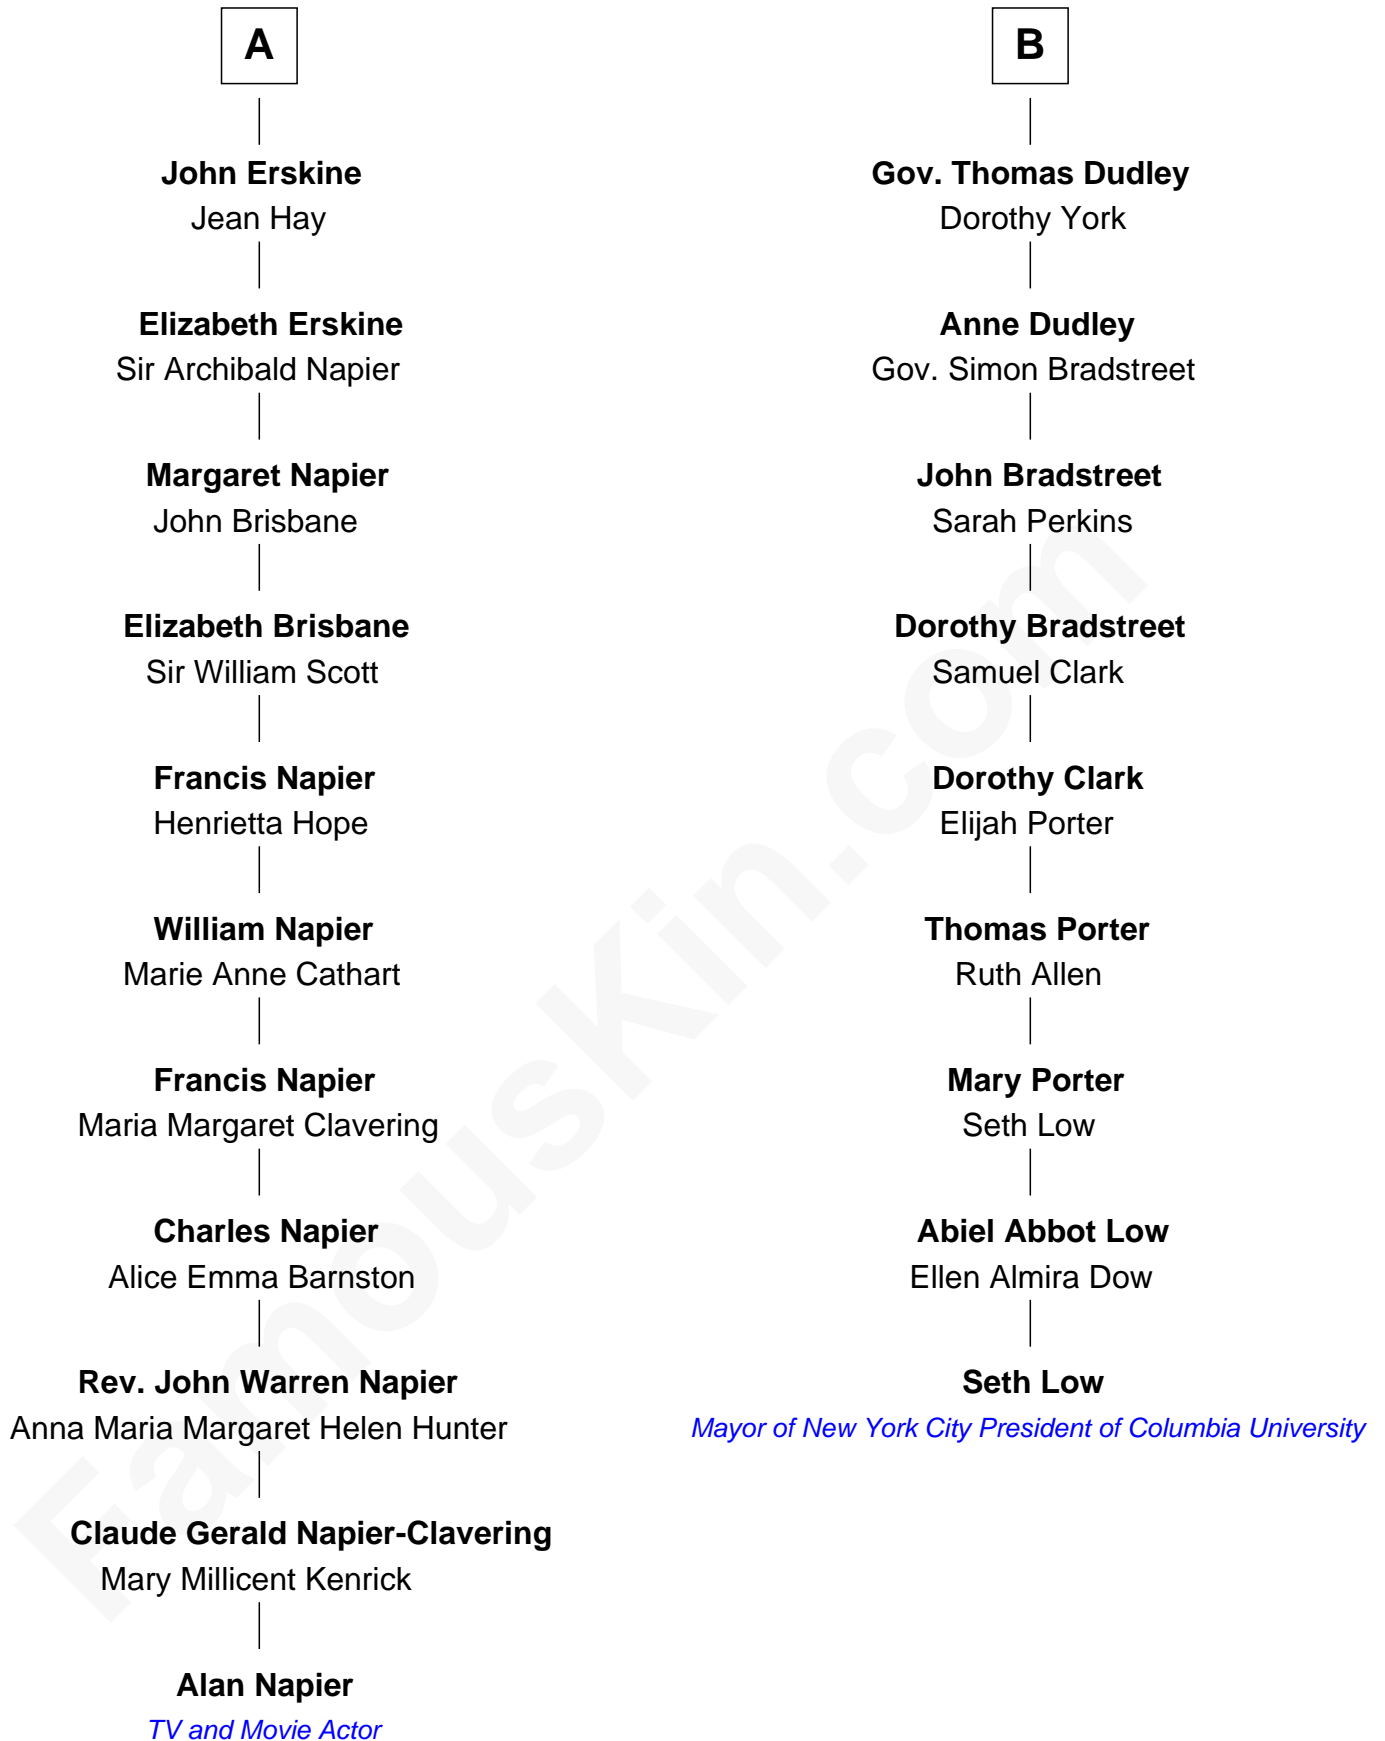 A
John Erskine
Jean Hay
Elizabeth Erskine
Sir Archibald Napier
Margaret Napier
John Brisbane
Elizabeth Brisbane
Sir William Scott
Francis Napier
Henrietta Hope
William Napier
Marie Anne Cathart
Francis Napier
Maria Margaret Clavering
Charles Napier
Alice Emma Barnston
Rev. John Warren Napier
Anna Maria Margaret Helen Hunter
Claude Gerald Napier-Clavering
Mary Millicent Kenrick
Alan Napier
TV and Movie Actor
B
Gov. Thomas Dudley
Dorothy York
Anne Dudley
Gov. Simon Bradstreet
John Bradstreet
Sarah Perkins
Dorothy Bradstreet
Samuel Clark
Dorothy Clark
Elijah Porter
Thomas Porter
Ruth Allen
Mary Porter
Seth Low
Abiel Abbot Low
Ellen Almira Dow
Seth Low
Mayor of New York City President of Columbia University
FamousKin.com